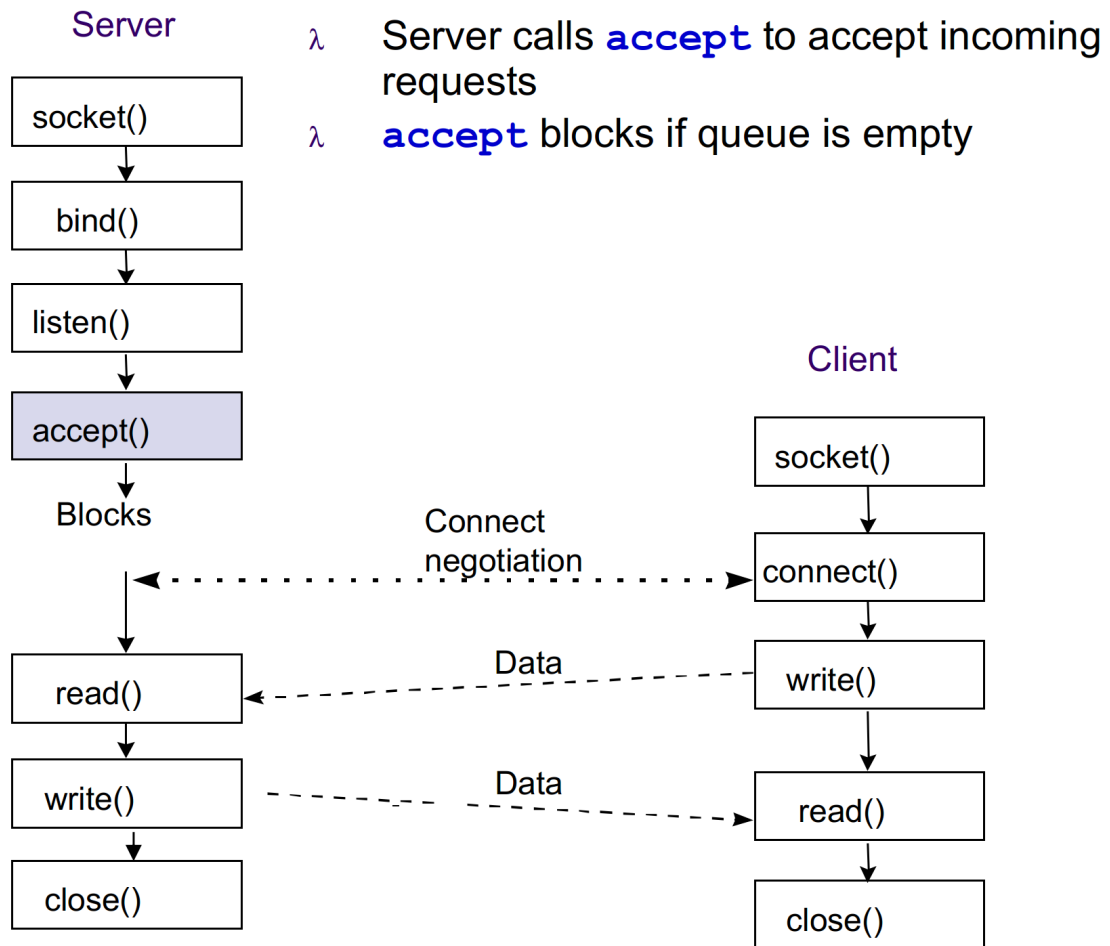 Server
λ Server calls accept to accept incoming
requests
λ accept blocks if queue is empty
socket()
bind()
listen()
accept()
Blocks
Client
socket()
Connect
negotiation
connect()
Data
write()
read()
Data
write()
read()
close()
close()